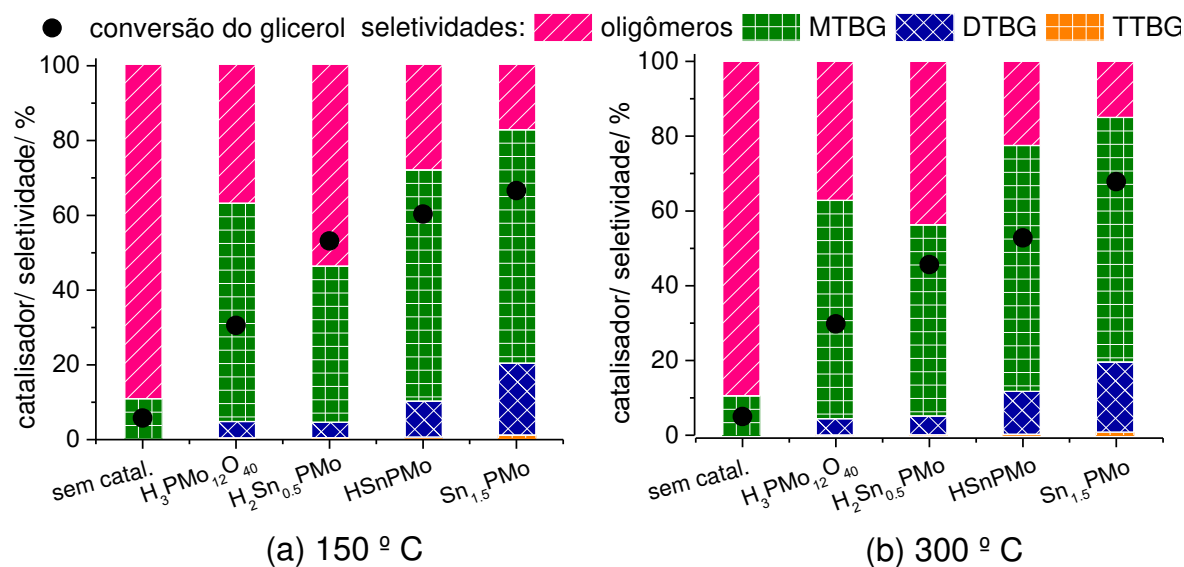 ● conversão do glicerol seletividades: oligômeros MTBG DTBG TTBG
catalisador/ seletividade/ %
100
80
60
40
20
0
sem catal.
H₃PMo₁₂O₄₀
H₂Sn₀.₅PMo
HSnPMo
Sn₁.₅PMo
(a) 150 º C
catalisador/ seletividade/ %
100
80
60
40
20
0
sem catal.
H₃PMo₁₂O₄₀
H₂Sn₀.₅PMo
HSnPMo
Sn₁.₅PMo
(b) 300 º C